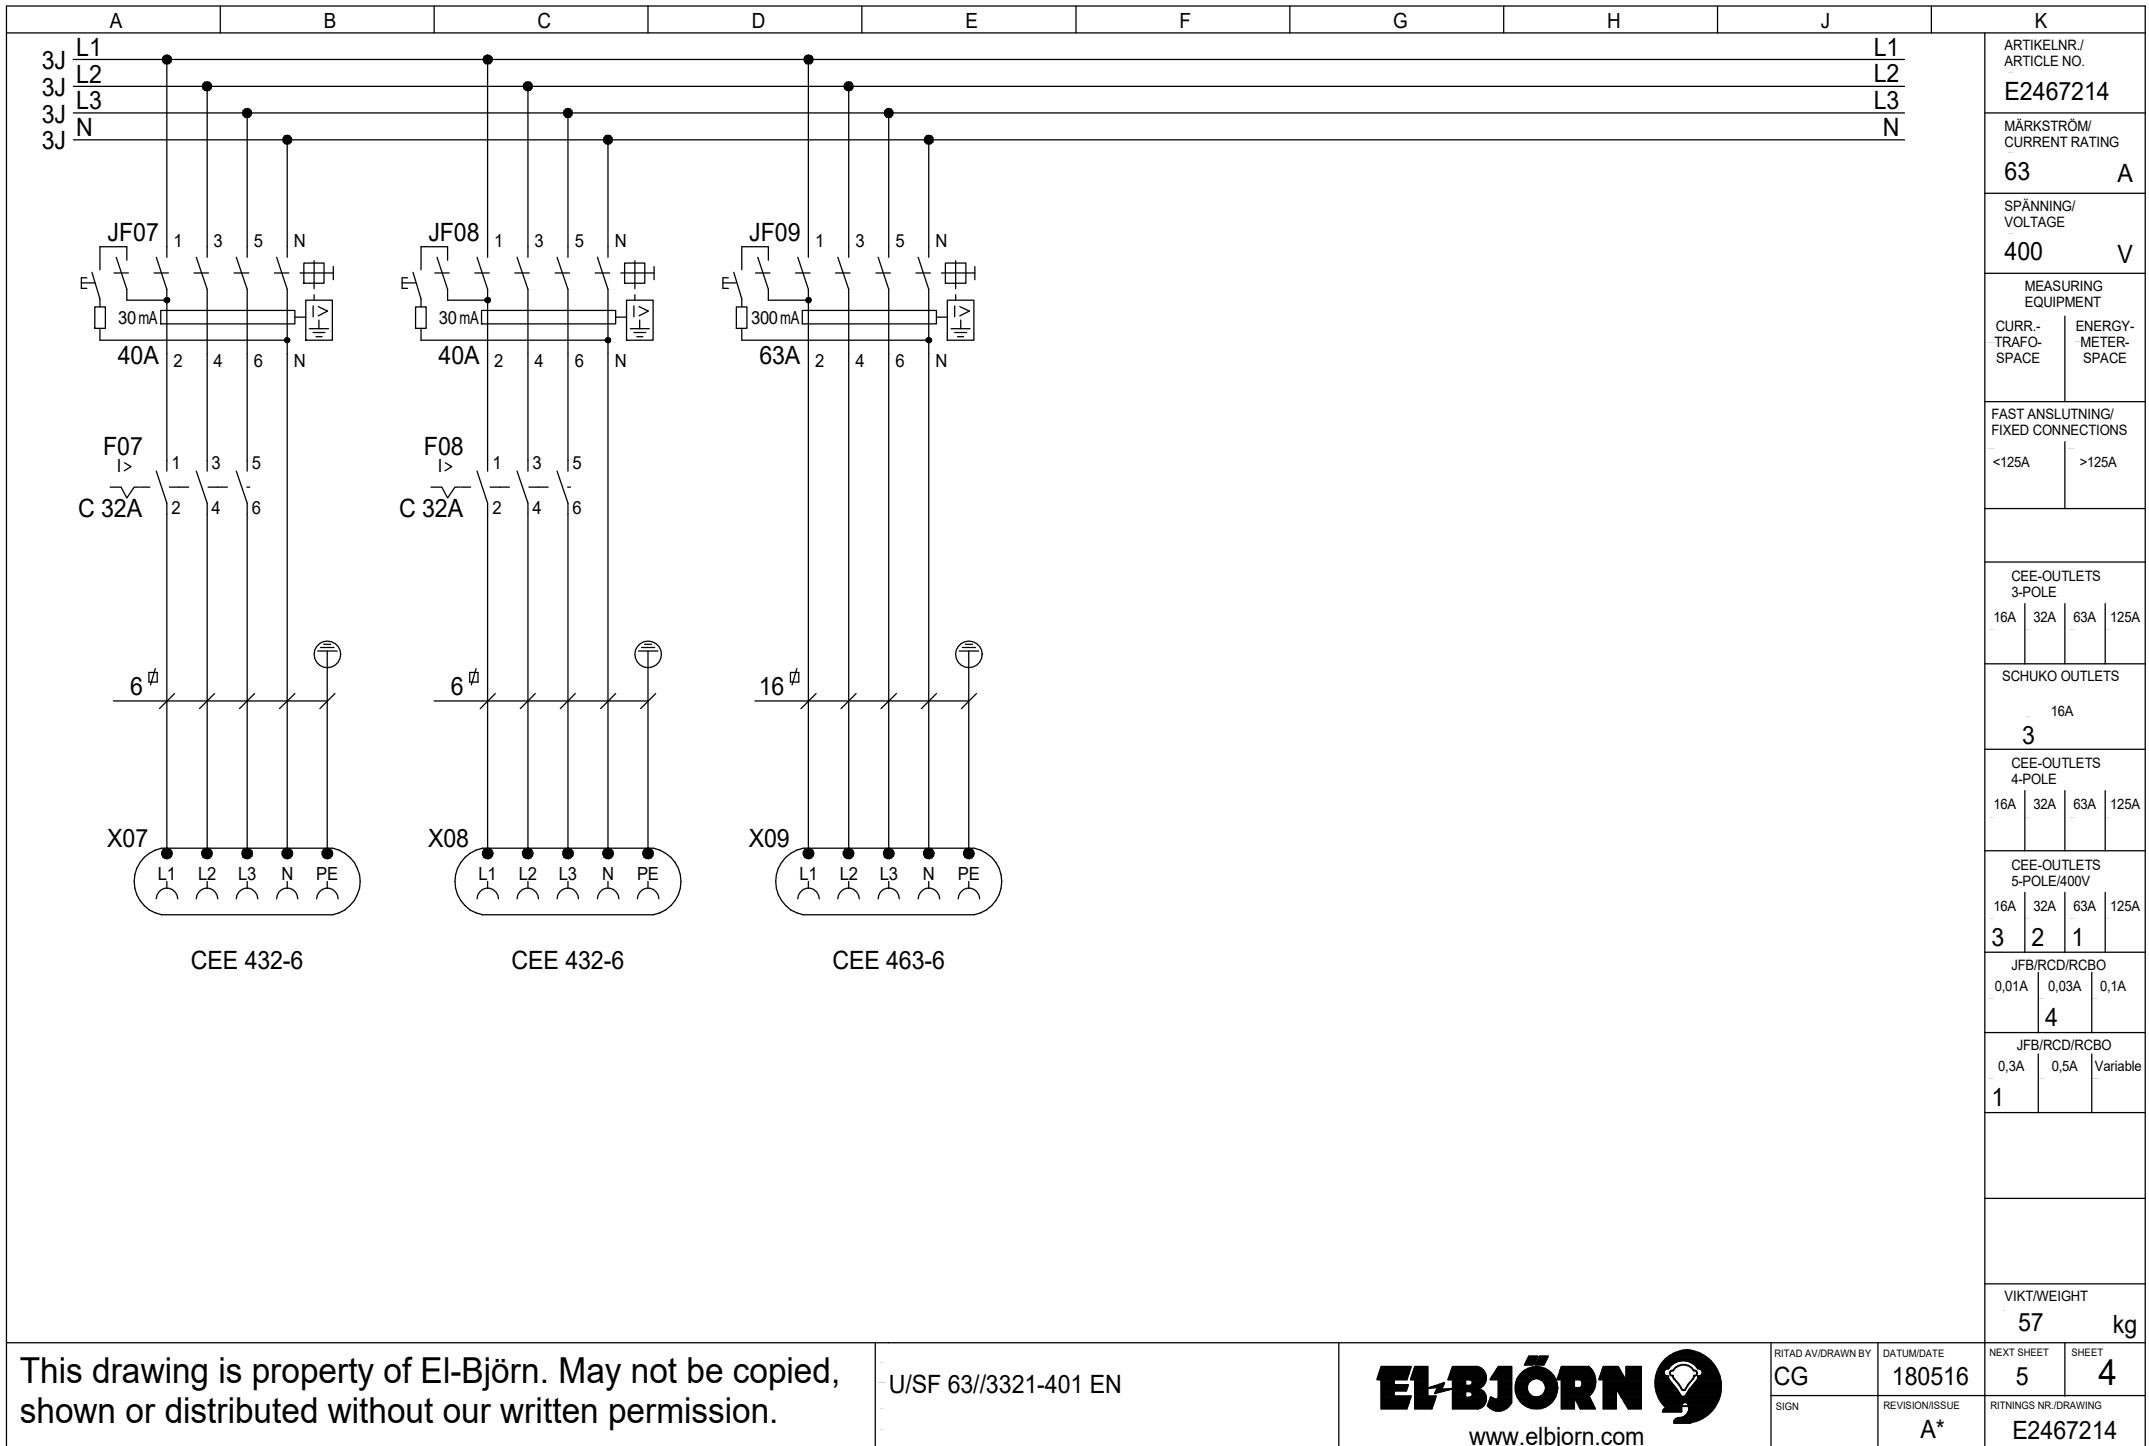 A B C D E F G H J K
3J L1 L1
3J L2 L2
3J L3 L3
3J N N
JF07 1 3 5 N
30 mA I>
40A 2 4 6 N
JF08 1 3 5 N
30 mA I>
40A 2 4 6 N
JF09 1 3 5 N
300 mA I>
63A 2 4 6 N
F07
I> 1 3 5
C 32A 2 4 6
F08
I> 1 3 5
C 32A 2 4 6
6
6
16
X07
L1 L2 L3 N PE
CEE 432-6
X08
L1 L2 L3 N PE
CEE 432-6
X09
L1 L2 L3 N PE
CEE 463-6
ARTIKELNR./
ARTICLE NO.
E2467214
MÄRKSTRÖM/
CURRENT RATING
63 A
SPÄNNING/
VOLTAGE
400 V
MEASURING
EQUIPMENT
CURR.-
TRAFO-
SPACE
ENERGY-
METER-
SPACE
FAST ANSLUTNING/
FIXED CONNECTIONS
<125A >125A
CEE-OUTLETS
3-POLE
16A 32A 63A 125A
SCHUKO OUTLETS
16A
3
CEE-OUTLETS
4-POLE
16A 32A 63A 125A
CEE-OUTLETS
5-POLE/400V
16A 32A 63A 125A
3 2 1
JFB/RCD/RCBO
0,01A 0,03A 0,1A
4
JFB/RCD/RCBO
0,3A 0,5A Variable
1
VIKT/WEIGHT
57 kg
This drawing is property of El-Björn. May not be copied,
shown or distributed without our written permission.
U/SF 63//3321-401 EN
EL-BJÖRN
www.elbjorn.com
RITAD AV/DRAWN BY
CG
DATUM/DATE
180516
NEXT SHEET
5
SHEET
4
SIGN
REVISION/ISSUE
A*
RITNINGS NR./DRAWING
E2467214